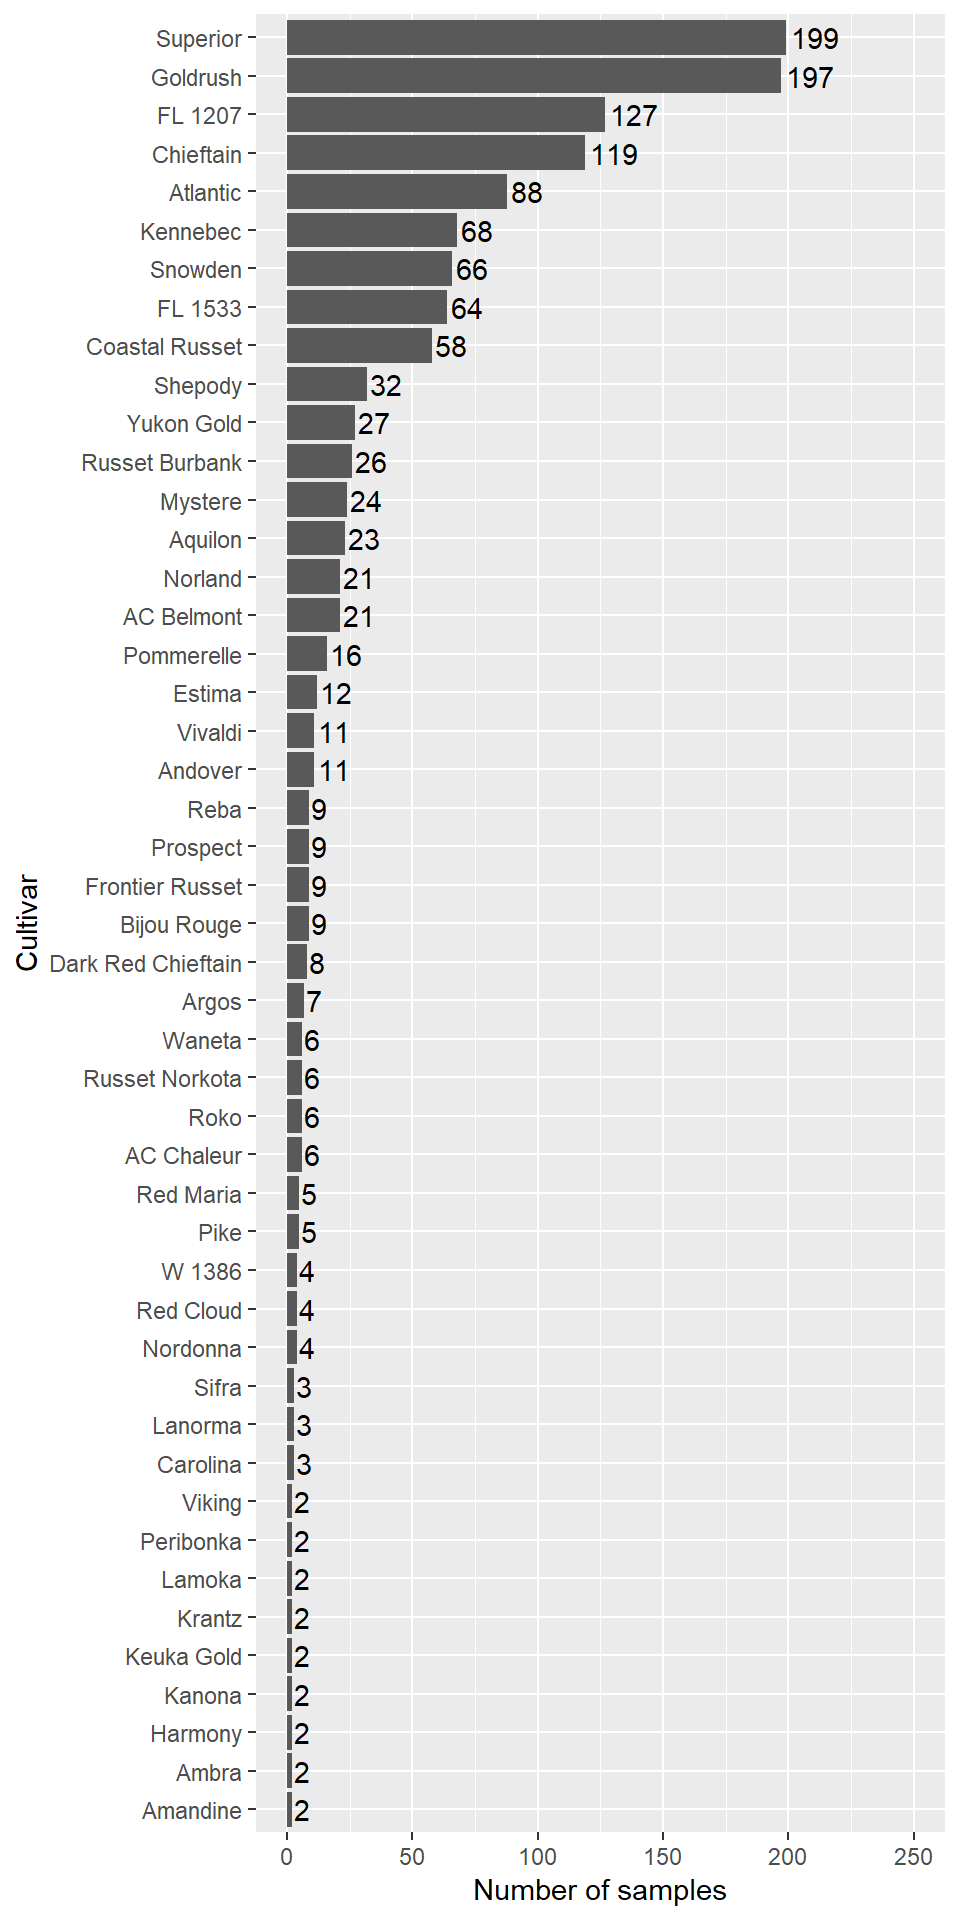 Superior 199
Goldrush 197
FL 1207 127
Chieftain 119
Atlantic 88
Kennebec 68
Snowden 66
FL 1533 64
Coastal Russet 58
Shepody 32
Yukon Gold 27
Russet Burbank 26
Mystere 24
Aquilon 23
Norland 21
AC Belmont 21
Pommerelle 16
Estima 12
Vivaldi 11
Andover 11
Reba 9
Prospect 9
Frontier Russet 9
Bijou Rouge 9
Cultivar
Dark Red Chieftain 8
Argos 7
Waneta 6
Russet Norkota 6
Roko 6
AC Chaleur 6
Red Maria 5
Pike 5
W 1386 4
Red Cloud 4
Nordonna 4
Sifra 3
Lanorma 3
Carolina 3
Viking 2
Peribonka 2
Lamoka 2
Krantz 2
Keuka Gold 2
Kanona 2
Harmony 2
Ambra 2
Amandine 2
0 50 100 150 200 250
Number of samples